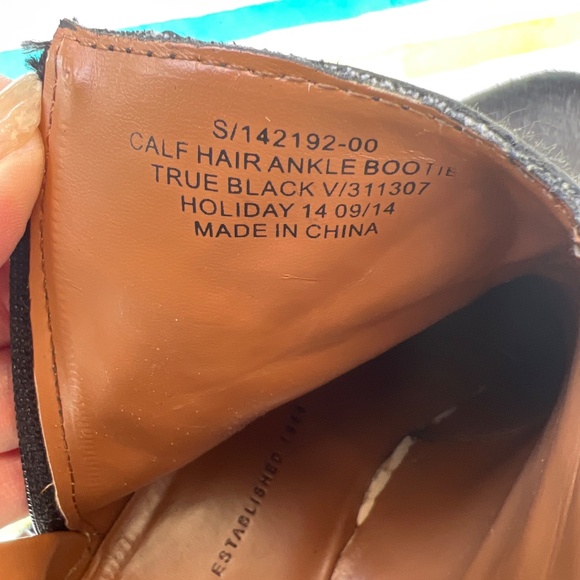 S/142192-00
CALF HAIR ANKLE BOOTIE
TRUE BLACK V/311307
HOLIDAY 14 09/14
MADE IN CHINA
ESTABLISHED